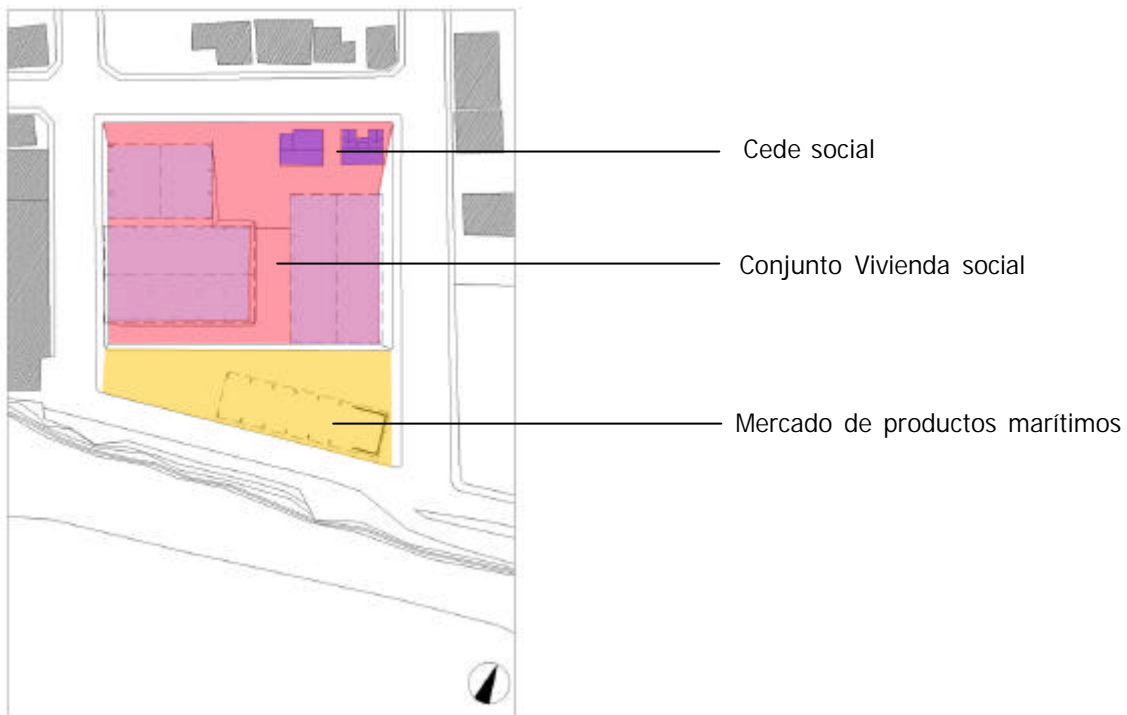 Cede social
Conjunto Vivienda social
Mercado de productos marítimos